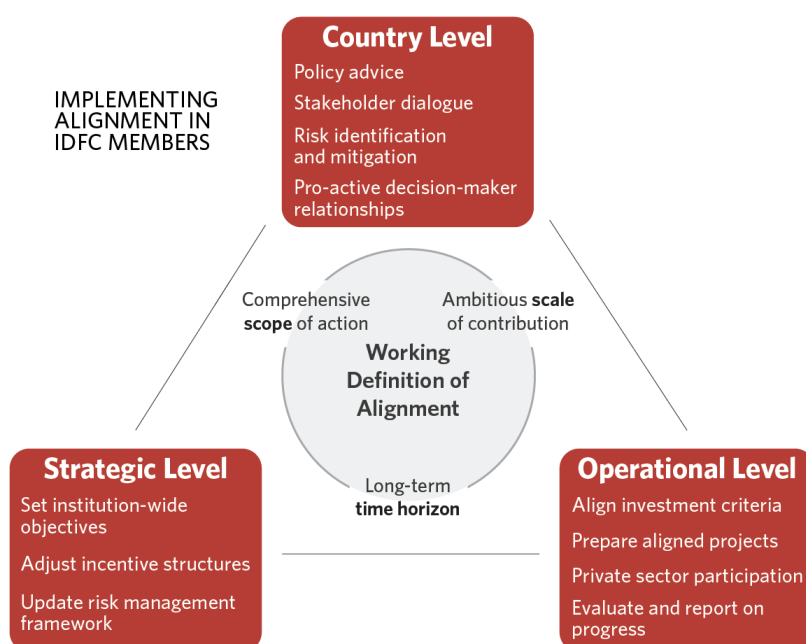 IMPLEMENTING
ALIGNMENT IN
IDFC MEMBERS
Country Level
Policy advice
Stakeholder dialogue
Risk identification
and mitigation
Pro-active decision-maker
relationships
Comprehensive
scope of action
Ambitious scale
of contribution
Working
Definition of
Alignment
Long-term
time horizon
Strategic Level
Set institution-wide
objectives
Adjust incentive structures
Update risk management
framework
Operational Level
Align investment criteria
Prepare aligned projects
Private sector participation
Evaluate and report on
progress